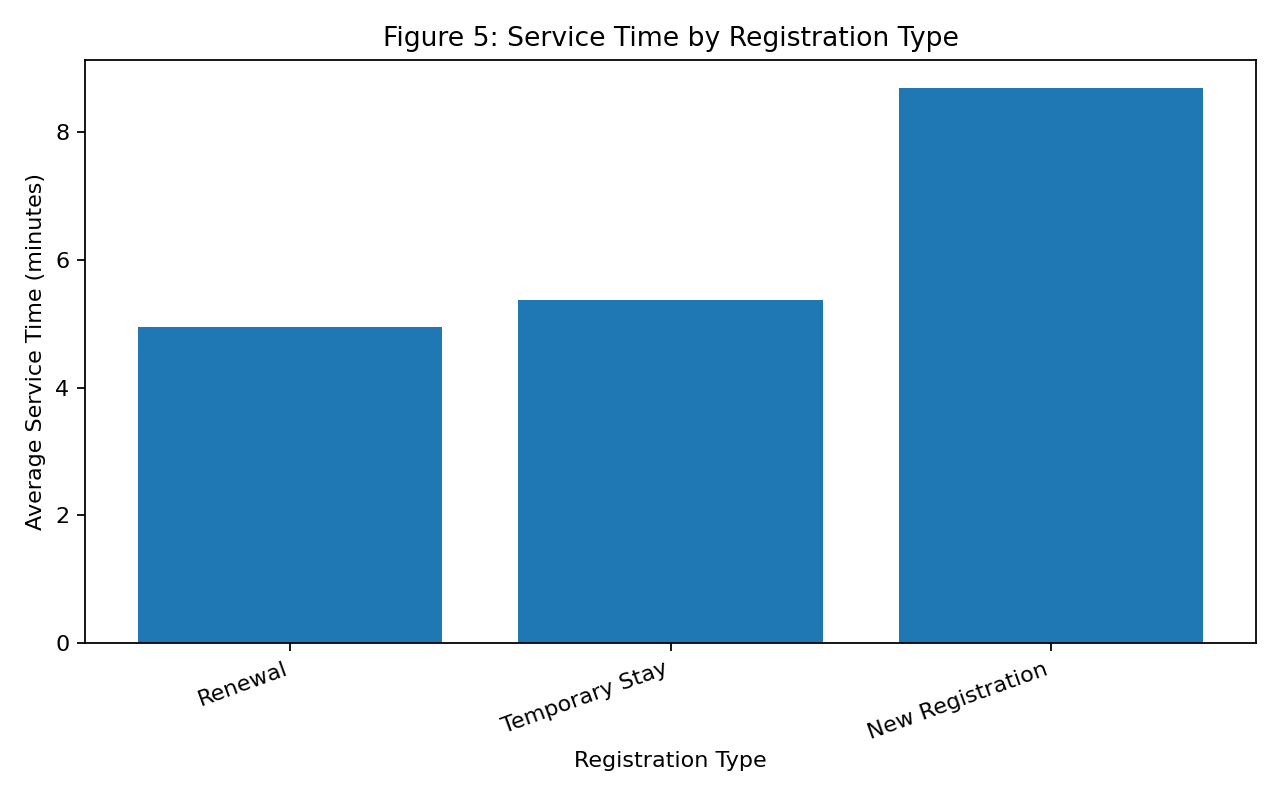 Figure 5: Service Time by Registration Type
Average Service Time (minutes)
8
6
4
2
0
Renewal
Temporary Stay
New Registration
Registration Type